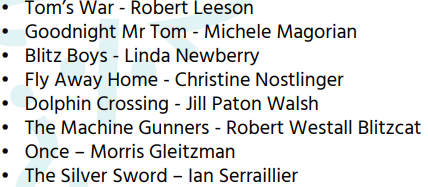 • Tom's War - Robert Leeson
• Goodnight Mr Tom - Michele Magorian
• Blitz Boys - Linda Newberry
• Fly Away Home - Christine Nostlinger
• Dolphin Crossing - Jill Paton Walsh
• The Machine Gunners - Robert Westall Blitzcat
• Once – Morris Gleitzman
• The Silver Sword – Ian Serraillier